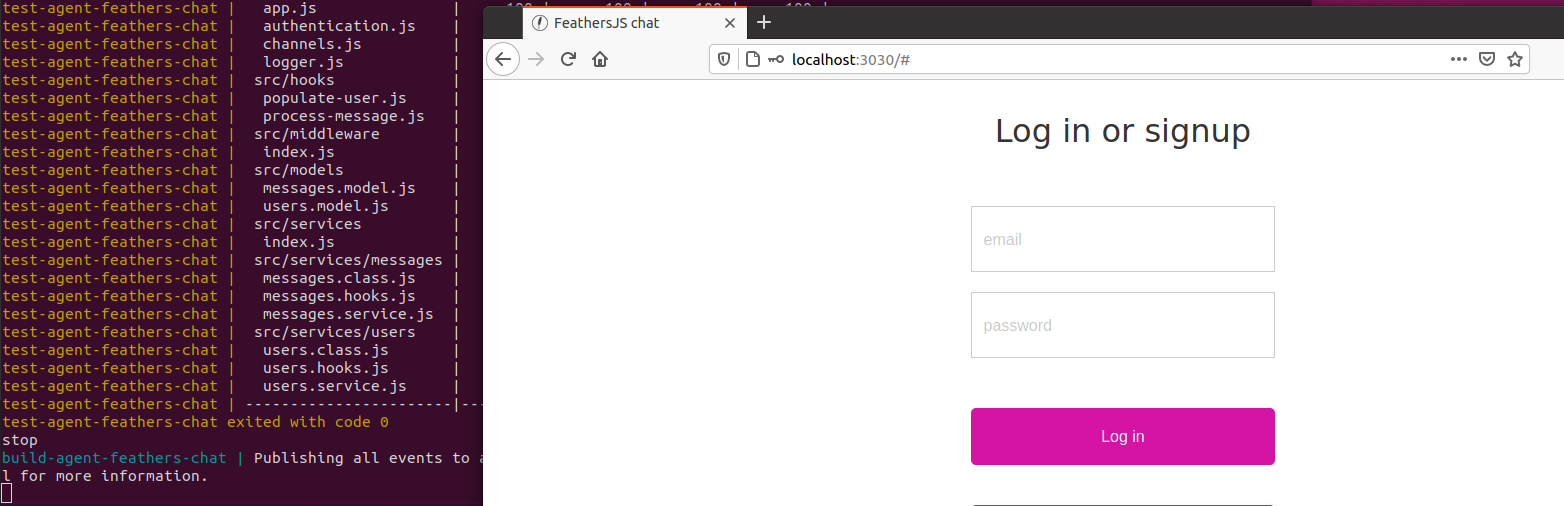 test-agent-feathers-chat |   app.js               |
test-agent-feathers-chat |   authentication.js    |
test-agent-feathers-chat |   channels.js          |
test-agent-feathers-chat |   logger.js            |
test-agent-feathers-chat |  src/hooks             |
test-agent-feathers-chat |   populate-user.js     |
test-agent-feathers-chat |   process-message.js   |
test-agent-feathers-chat |  src/middleware        |
test-agent-feathers-chat |   index.js             |
test-agent-feathers-chat |  src/models            |
test-agent-feathers-chat |   messages.model.js    |
test-agent-feathers-chat |   users.model.js       |
test-agent-feathers-chat |  src/services          |
test-agent-feathers-chat |   index.js             |
test-agent-feathers-chat |  src/services/messages |
test-agent-feathers-chat |   messages.class.js    |
test-agent-feathers-chat |   messages.hooks.js    |
test-agent-feathers-chat |   messages.service.js  |
test-agent-feathers-chat |  src/services/users    |
test-agent-feathers-chat |   users.class.js       |
test-agent-feathers-chat |   users.hooks.js       |
test-agent-feathers-chat |   users.service.js     |
test-agent-feathers-chat | -----------------------|---
test-agent-feathers-chat exited with code 0
stop
build-agent-feathers-chat | Publishing all events to
l for more information.
FeathersJS chat
localhost:3030/#
Log in or signup
email
password
Log in